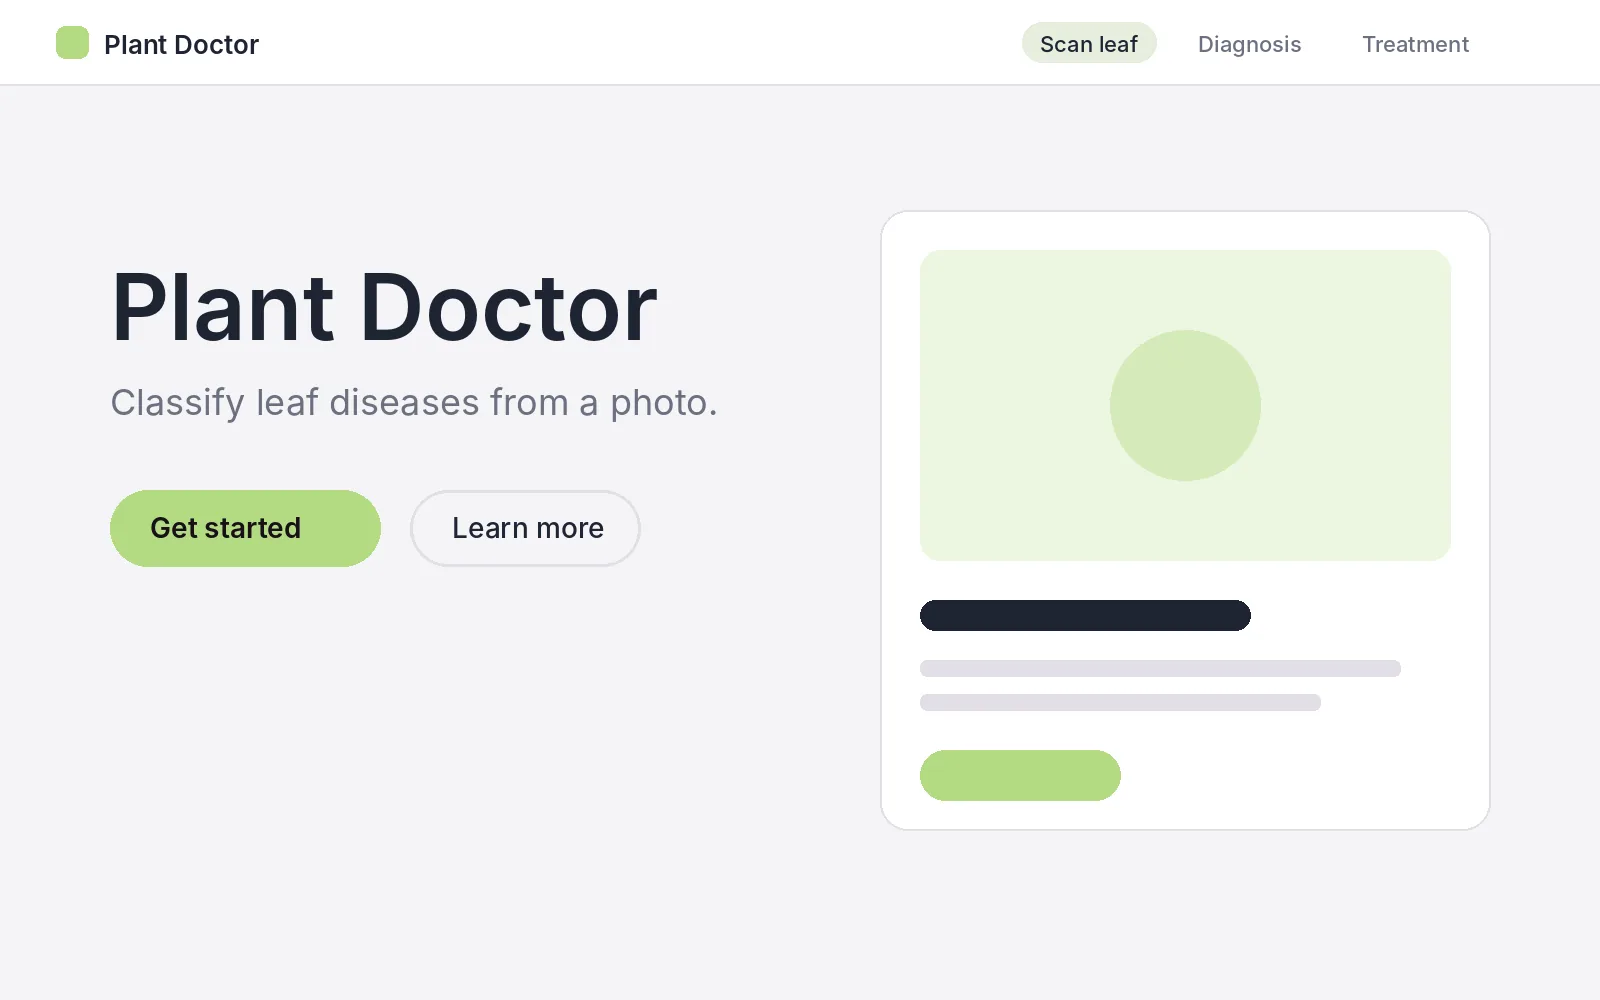 Plant Doctor
Scan leaf
Diagnosis
Treatment
Plant Doctor
Classify leaf diseases from a photo.
Get started
Learn more